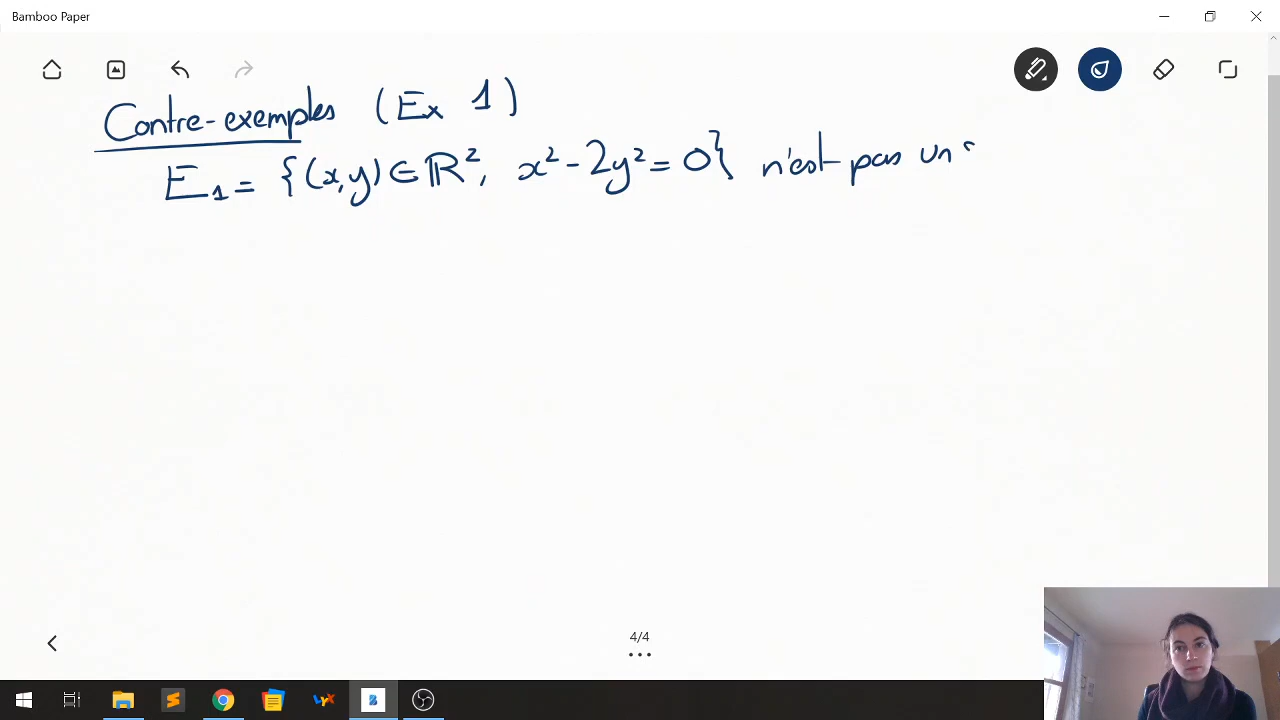 Bamboo Paper
Contre-exemples (Ex 1)
E₁ = {(x,y) ∈ ℝ², x² - 2y² = 0} n'est pas un
4/4